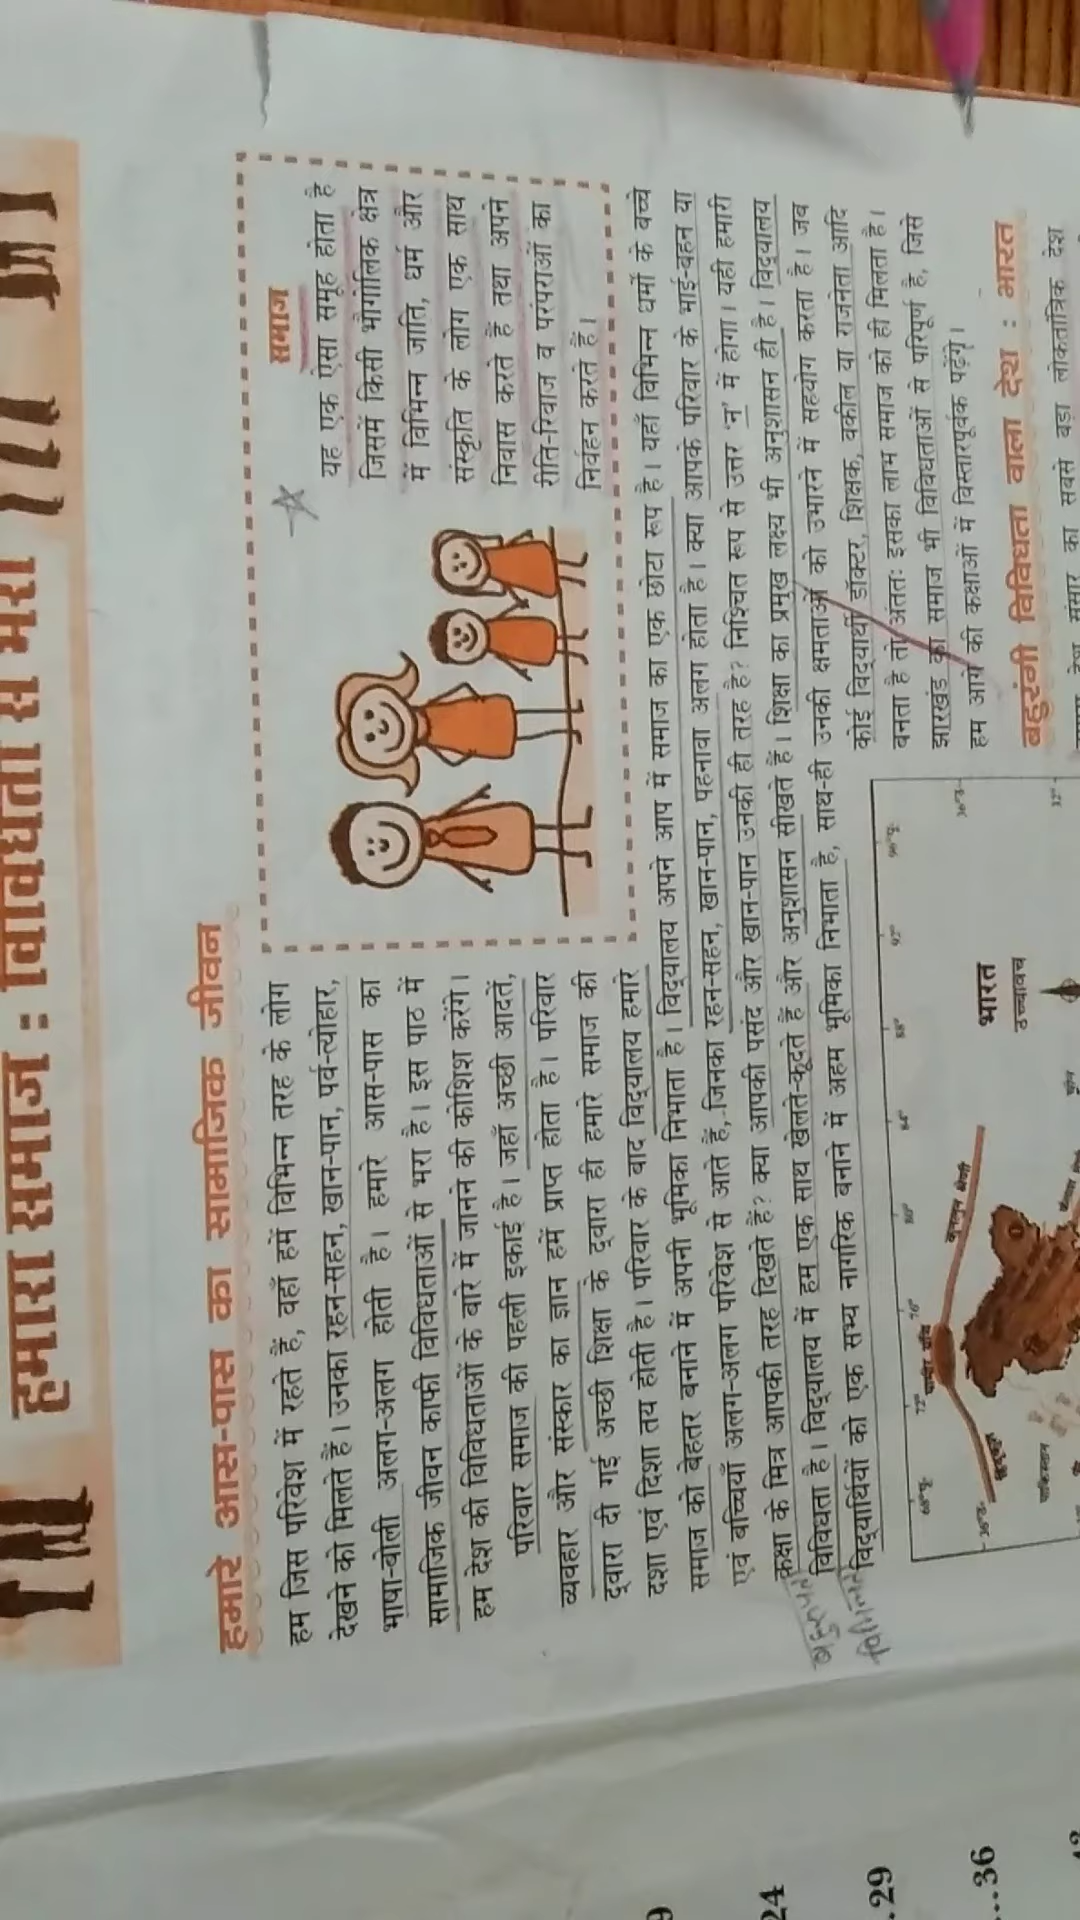 हमारा समाज : विविधता से भरा
हमारे आस-पास का सामाजिक जीवन
हम जिस परिवेश में रहते हैं, वहाँ हमें विभिन्न तरह के लोग
देखने को मिलते हैं। उनका रहन-सहन, खान-पान, पर्व-त्योहार,
भाषा-बोली अलग-अलग होती है। हमारे आस-पास का
सामाजिक जीवन काफी विविधताओं से भरा है। इस पाठ में
हम देश की विविधताओं के बारे में जानने की कोशिश करेंगे।
परिवार समाज की पहली इकाई है। जहाँ अच्छी आदतें,
व्यवहार और संस्कार का ज्ञान हमें प्राप्त होता है। परिवार
द्वारा दी गई अच्छी शिक्षा के द्वारा ही हमारे समाज की
दशा एवं दिशा तय होती है। परिवार के बाद विद्यालय हमारे
समाज
यह एक ऐसा समूह होता है
जिसमें किसी भौगोलिक क्षेत्र
में विभिन्न जाति, धर्म और
संस्कृति के लोग एक साथ
निवास करते हैं तथा अपने
रीति-रिवाज व परंपराओं का
निर्वहन करते हैं।
समाज को बेहतर बनाने में अपनी भूमिका निभाता है। विद्यालय अपने आप में समाज का एक छोटा रूप है। यहाँ विभिन्न धर्मों के बच्चे
एवं बच्चियाँ अलग-अलग परिवेश से आते हैं, जिनका रहन-सहन, खान-पान, पहनावा अलग होता है। क्या आपके परिवार के भाई-बहन या
कक्षा के मित्र आपकी तरह दिखते हैं? क्या आपकी पसंद और खान-पान उनकी ही तरह है? निश्चित रूप से उत्तर 'न' में होगा। यही हमारी
विविधता है। विद्यालय में हम एक साथ खेलते-कूदते हैं और अनुशासन सीखते हैं। शिक्षा का प्रमुख लक्ष्य भी अनुशासन ही है। विद्यालय
विद्यार्थियों को एक सभ्य नागरिक बनाने में अहम भूमिका निभाता है, साथ-ही उनकी क्षमताओं को उभारने में सहयोग करता है। जब
कोई विद्यार्थी डॉक्टर, शिक्षक, वकील या राजनेता आदि
बनता है तो अंततः इसका लाभ समाज को ही मिलता है।
झारखंड का समाज भी विविधताओं से परिपूर्ण है, जिसे
हम आगे की कक्षाओं में विस्तारपूर्वक पढ़ेंगे।
बहुरंगी विविधता वाला देश : भारत
संसार का सबसे बड़ा लोकतांत्रिक देश
भारत
उच्चावच
72°
76°
80°
84°
88°
24
.29
...36